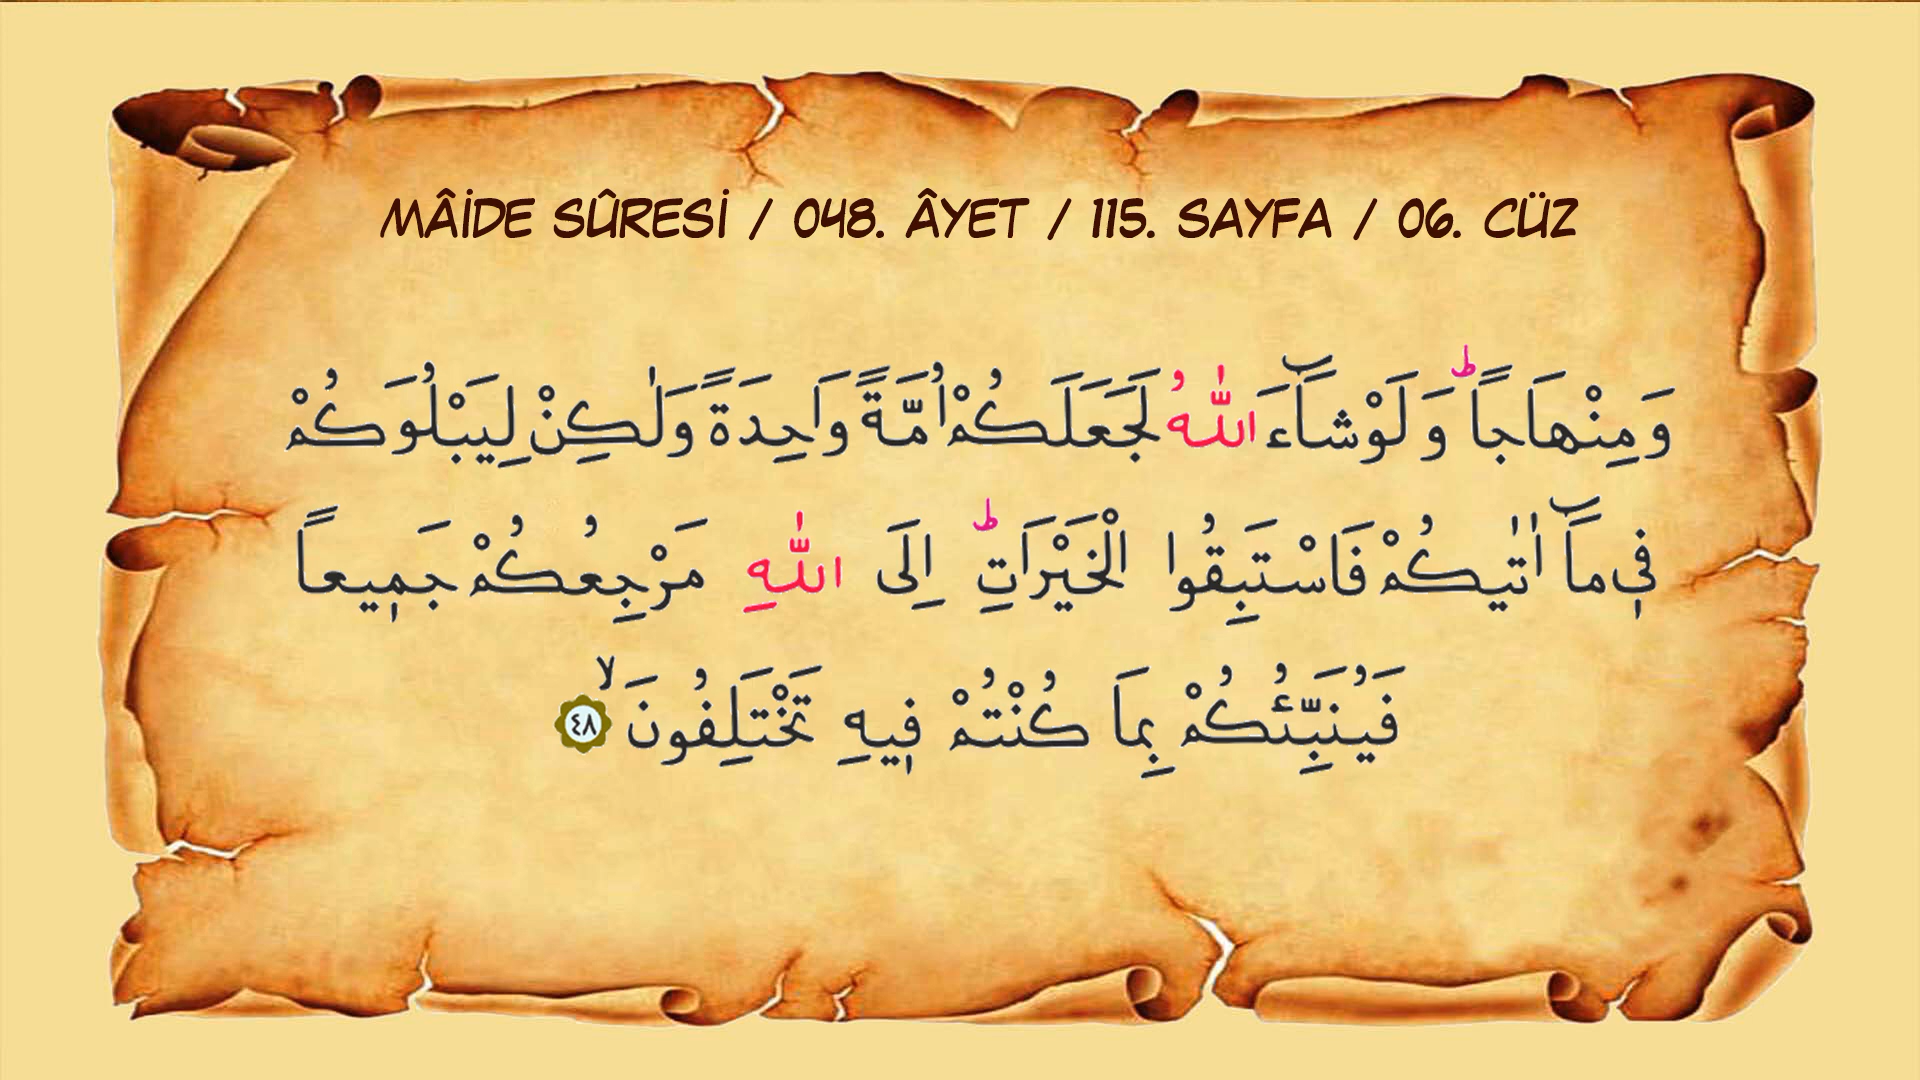 MÂİDE SÛRESİ / 048. ÂYET / 115. SAYFA / 06. CÜZ
وَمِنْهَاجاًۜ وَلَوْ شَٓاءَ اللّٰهُ لَجَعَلَكُمْ اُمَّةً وَاحِدَةً وَلٰكِنْ لِيَبْلُوَكُمْ
ف۪ي مَٓا اٰتٰيكُمْ فَاسْتَبِقُوا الْخَيْرَاتِۜ اِلَى اللّٰهِ مَرْجِعُكُمْ جَم۪يعاً
فَيُنَبِّئُكُمْ بِمَا كُنْتُمْ ف۪يهِ تَخْتَلِفُونَۙ ٤٨